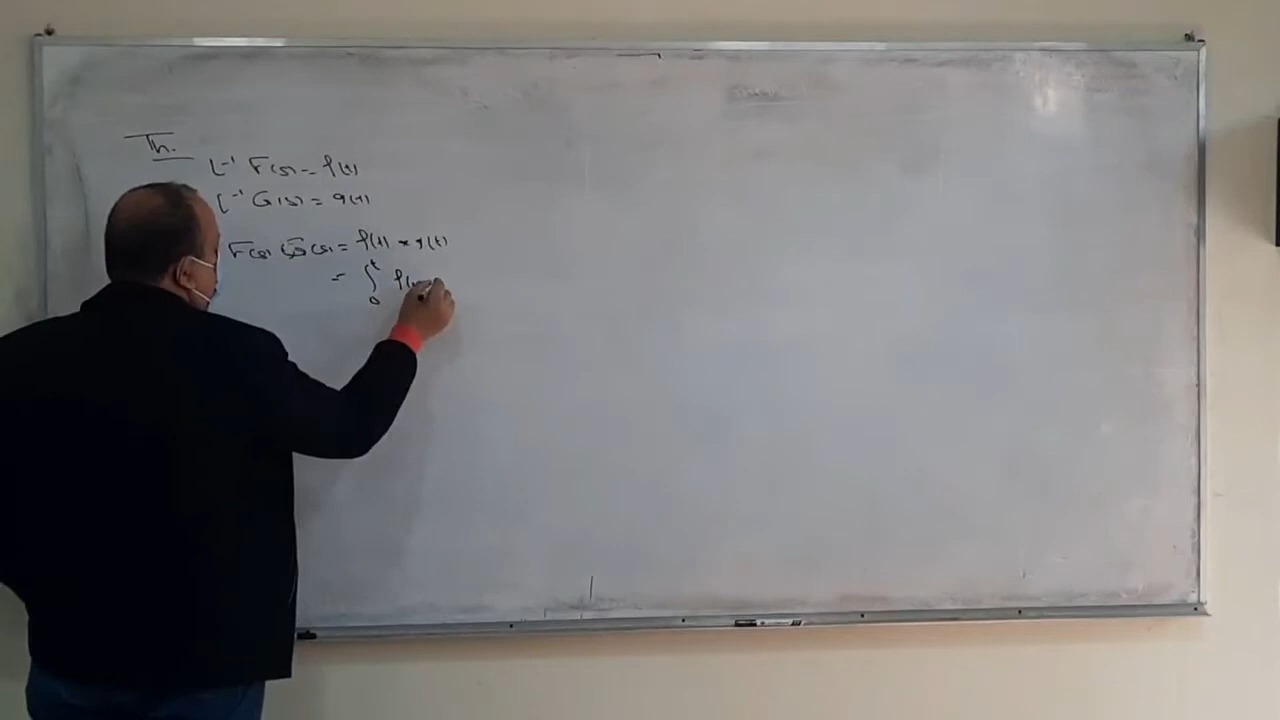 Th.
L⁻¹ F(s) = f(t)
L⁻¹ G(s) = g(t)
F(s) G(s) = f(t) * g(t)
= ∫₀ᵗ f(u